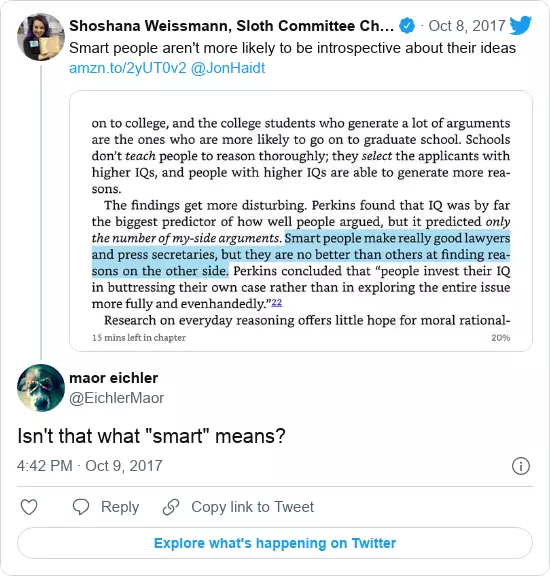 Shoshana Weissmann, Sloth Committee Ch... · Oct 8, 2017
Smart people aren't more likely to be introspective about their ideas
amzn.to/2yUT0v2 @JonHaidt
on to college, and the college students who generate a lot of arguments
are the ones who are more likely to go on to graduate school. Schools
don't teach people to reason thoroughly; they select the applicants with
higher IQs, and people with higher IQs are able to generate more rea-
sons.
The findings get more disturbing. Perkins found that IQ was by far
the biggest predictor of how well people argued, but it predicted only
the number of my-side arguments. Smart people make really good lawyers
and press secretaries, but they are no better than others at finding rea-
sons on the other side. Perkins concluded that “people invest their IQ
in buttressing their own case rather than in exploring the entire issue
more fully and evenhandedly.”22
Research on everyday reasoning offers little hope for moral rational-
15 mins left in chapter 20%
maor eichler
@EichlerMaor
Isn't that what "smart" means?
4:42 PM · Oct 9, 2017
Reply Copy link to Tweet
Explore what's happening on Twitter